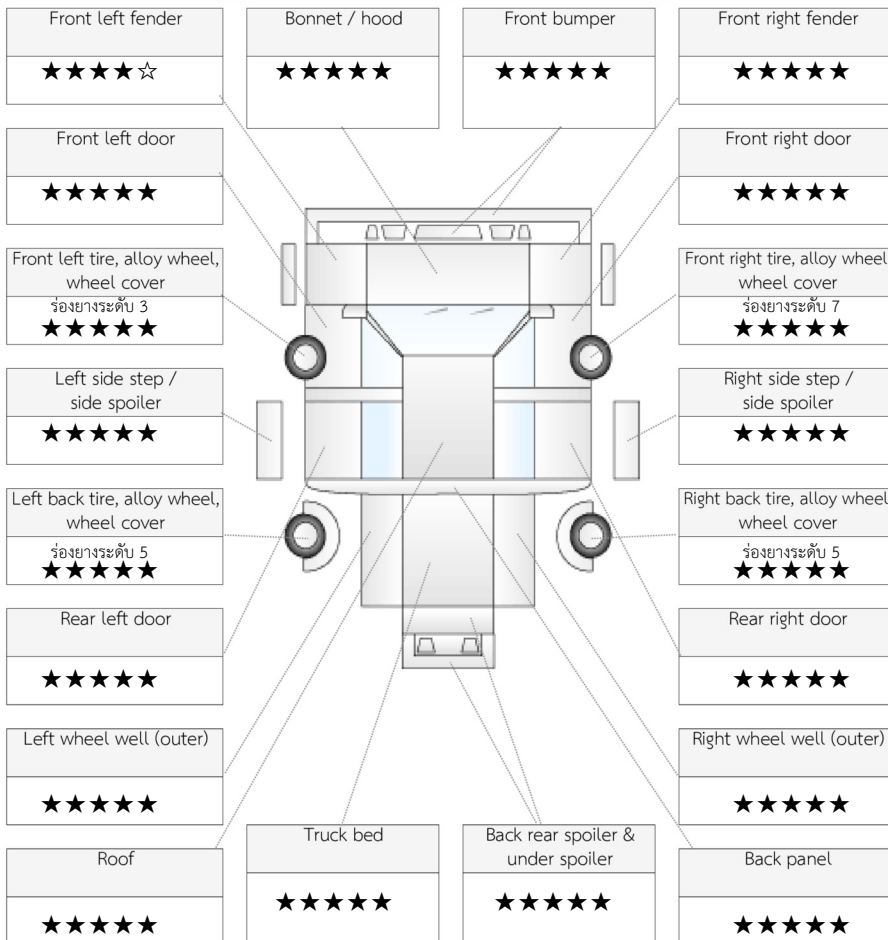 Front left fender
★★★★☆
Bonnet / hood
★★★★★
Front bumper
★★★★★
Front right fender
★★★★★
Front left door
★★★★★
Front right door
★★★★★
Front left tire, alloy wheel,
wheel cover
ร่องยางระดับ 3
★★★★★
Front right tire, alloy wheel
wheel cover
ร่องยางระดับ 7
★★★★★
Left side step /
side spoiler
★★★★★
Right side step /
side spoiler
★★★★★
Left back tire, alloy wheel,
wheel cover
ร่องยางระดับ 5
★★★★★
Right back tire, alloy wheel
wheel cover
ร่องยางระดับ 5
★★★★★
Rear left door
★★★★★
Rear right door
★★★★★
Left wheel well (outer)
★★★★★
Right wheel well (outer)
★★★★★
Roof
★★★★★
Truck bed
★★★★★
Back rear spoiler &
under spoiler
★★★★★
Back panel
★★★★★